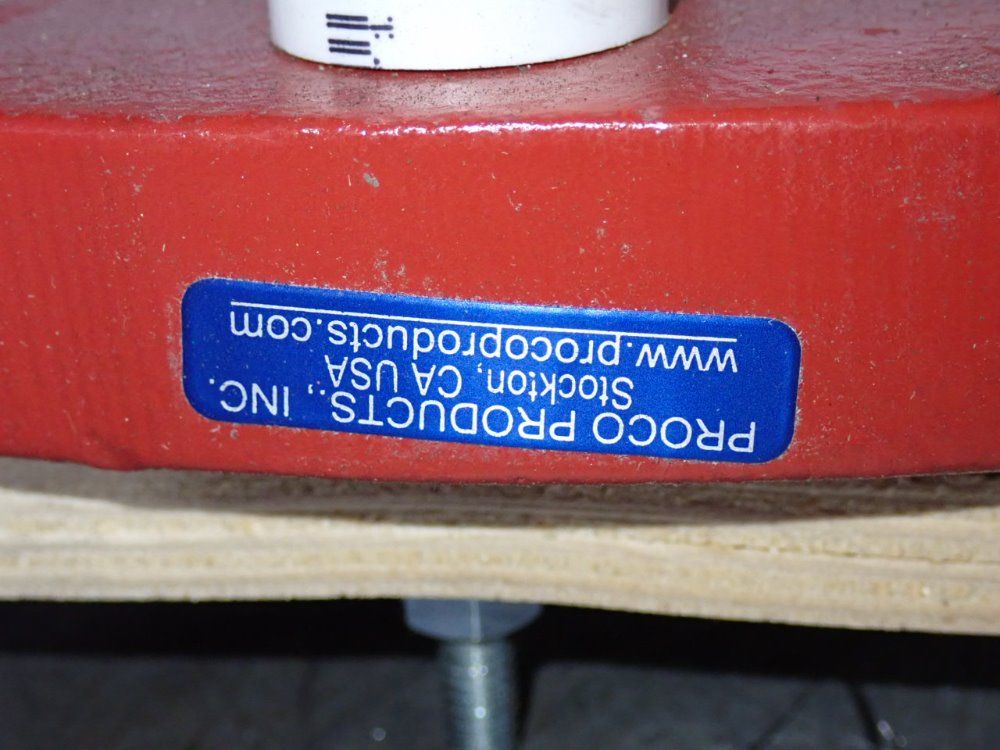 PROCO PRODUCTS., INC.
Stockton, CA USA
www.procoproducts.com